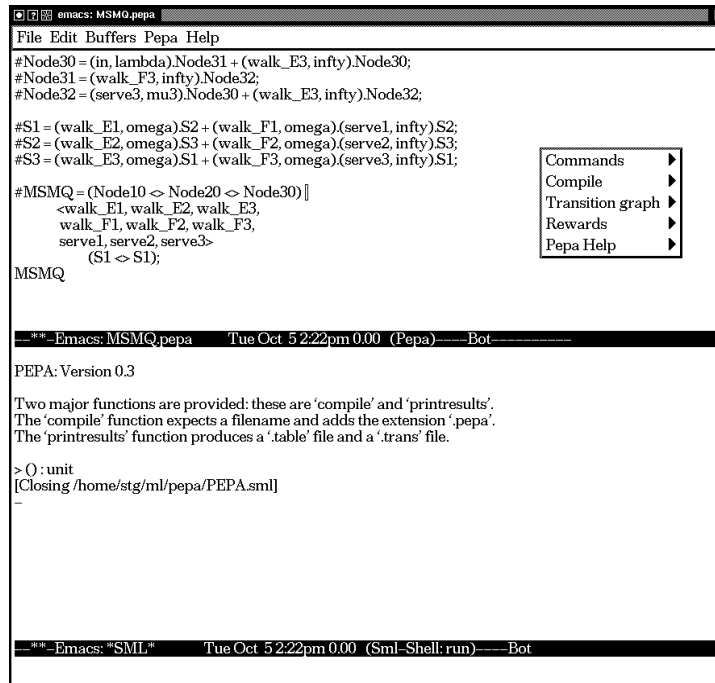 emacs: MSMQ.pepa
File Edit Buffers Pepa Help
#Node30 = (in, lambda).Node31 + (walk_E3, infty).Node30;
#Node31 = (walk_F3, infty).Node32;
#Node32 = (serve3, mu3).Node30 + (walk_E3, infty).Node32;
#S1 = (walk_E1, omega).S2 + (walk_F1, omega).(serve1, infty).S2;
#S2 = (walk_E2, omega).S3 + (walk_F2, omega).(serve2, infty).S3;
#S3 = (walk_E3, omega).S1 + (walk_F3, omega).(serve3, infty).S1;
#MSMQ = (Node10 <> Node20 <> Node30)
<walk_E1, walk_E2, walk_E3,
walk_F1, walk_F2, walk_F3,
serve1, serve2, serve3>
(S1 <> S1);
MSMQ
Commands
Compile
Transition graph
Rewards
Pepa Help
--**-Emacs: MSMQ.pepa Tue Oct 5 2:22pm 0.00 (Pepa)----Bot----------
PEPA: Version 0.3
Two major functions are provided: these are 'compile' and 'printresults'.
The 'compile' function expects a filename and adds the extension '.pepa'.
The 'printresults' function produces a '.table' file and a '.trans' file.
> () : unit
[Closing /home/stg/ml/pepa/PEPA.sml]
–
--**-Emacs: *SML* Tue Oct 5 2:22pm 0.00 (Sml-Shell: run)----Bot